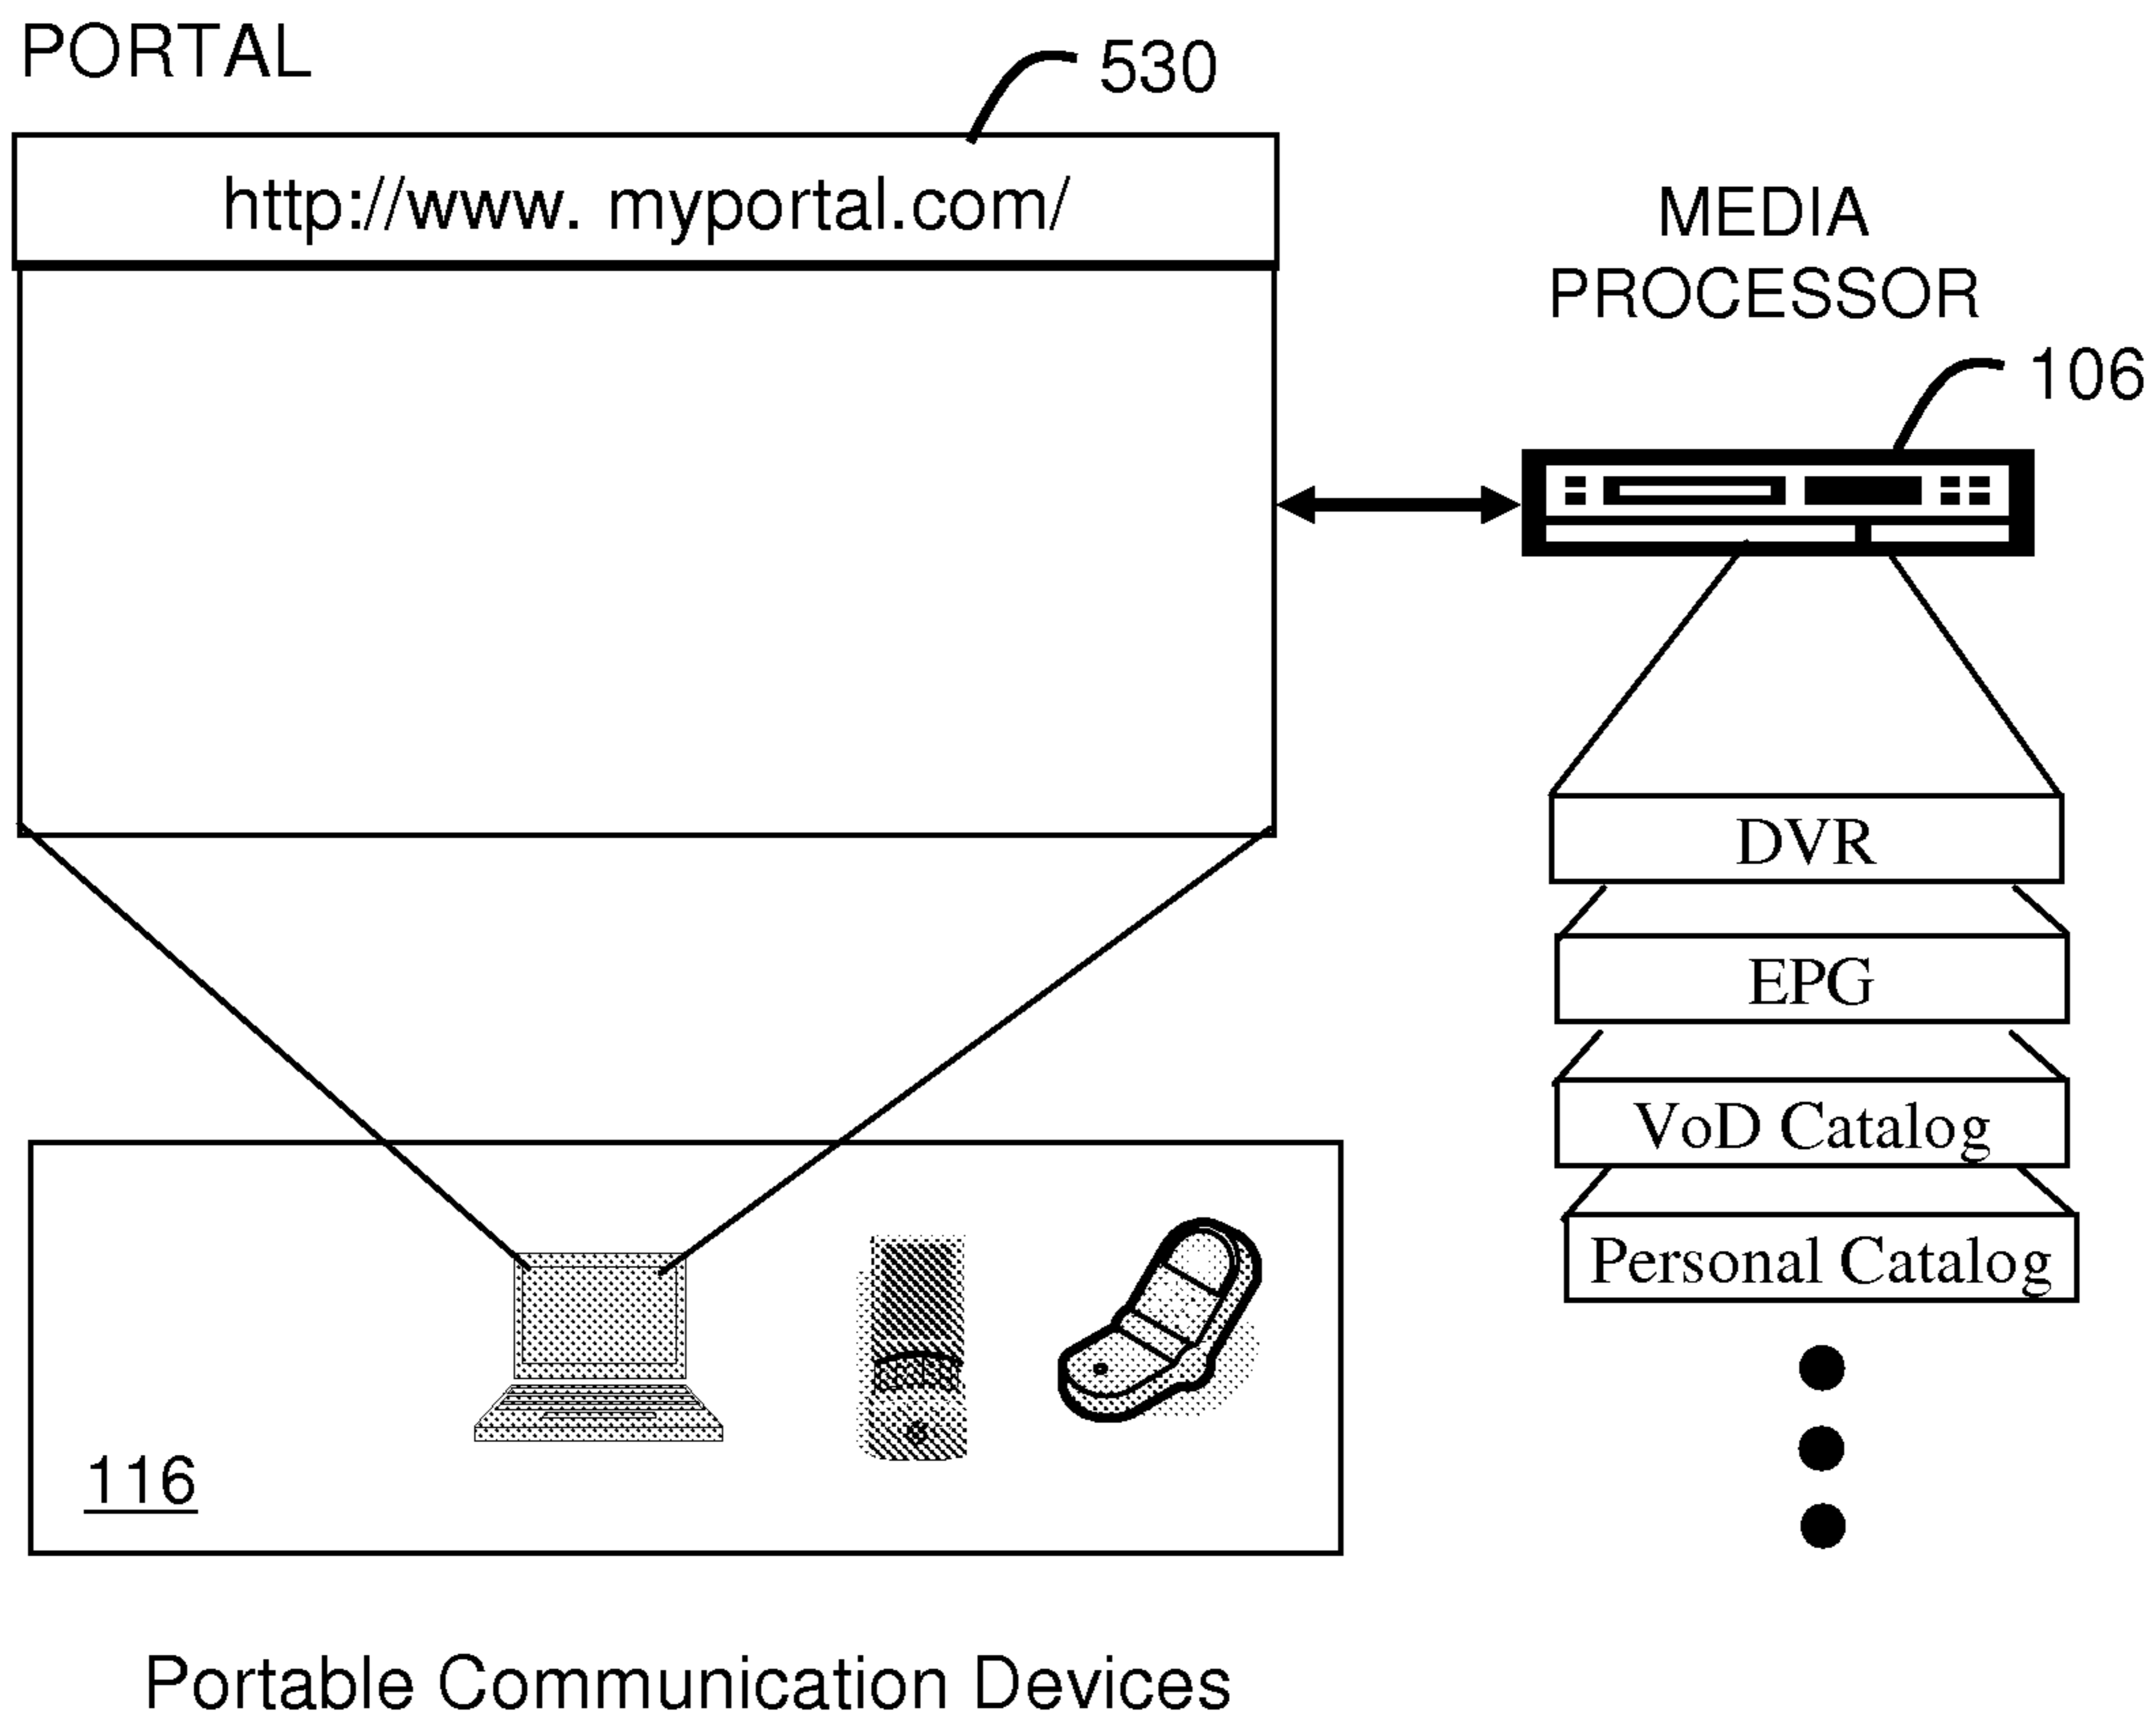 PORTAL
530
http://www. myportal.com/
MEDIA
PROCESSOR
106
DVR
EPG
VoD Catalog
Personal Catalog
116
Portable Communication Devices